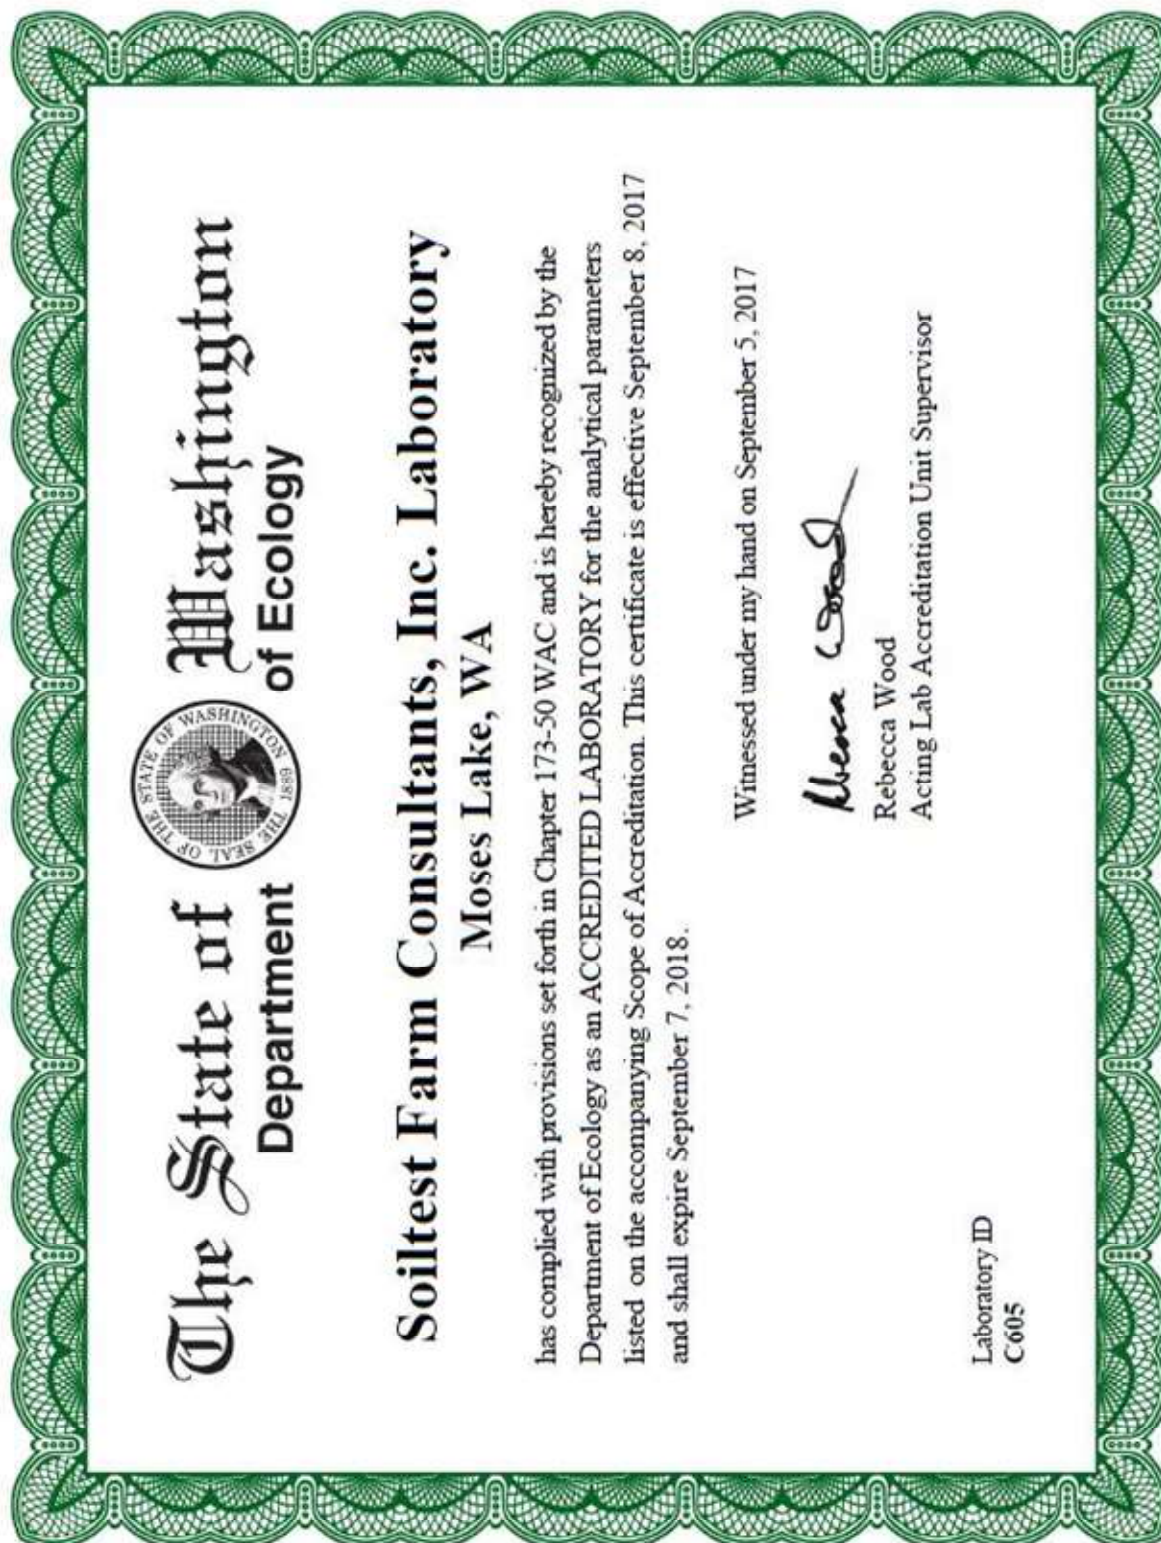 The State of Washington
Department of Ecology
THE SEAL OF THE STATE OF WASHINGTON
1889
Soiltest Farm Consultants, Inc. Laboratory
Moses Lake, WA
has complied with provisions set forth in Chapter 173-50 WAC and is hereby recognized by the
Department of Ecology as an ACCREDITED LABORATORY for the analytical parameters
listed on the accompanying Scope of Accreditation. This certificate is effective September 8, 2017
and shall expire September 7, 2018.
Witnessed under my hand on September 5, 2017
Rebecca Wood
Rebecca Wood
Acting Lab Accreditation Unit Supervisor
Laboratory ID
C605